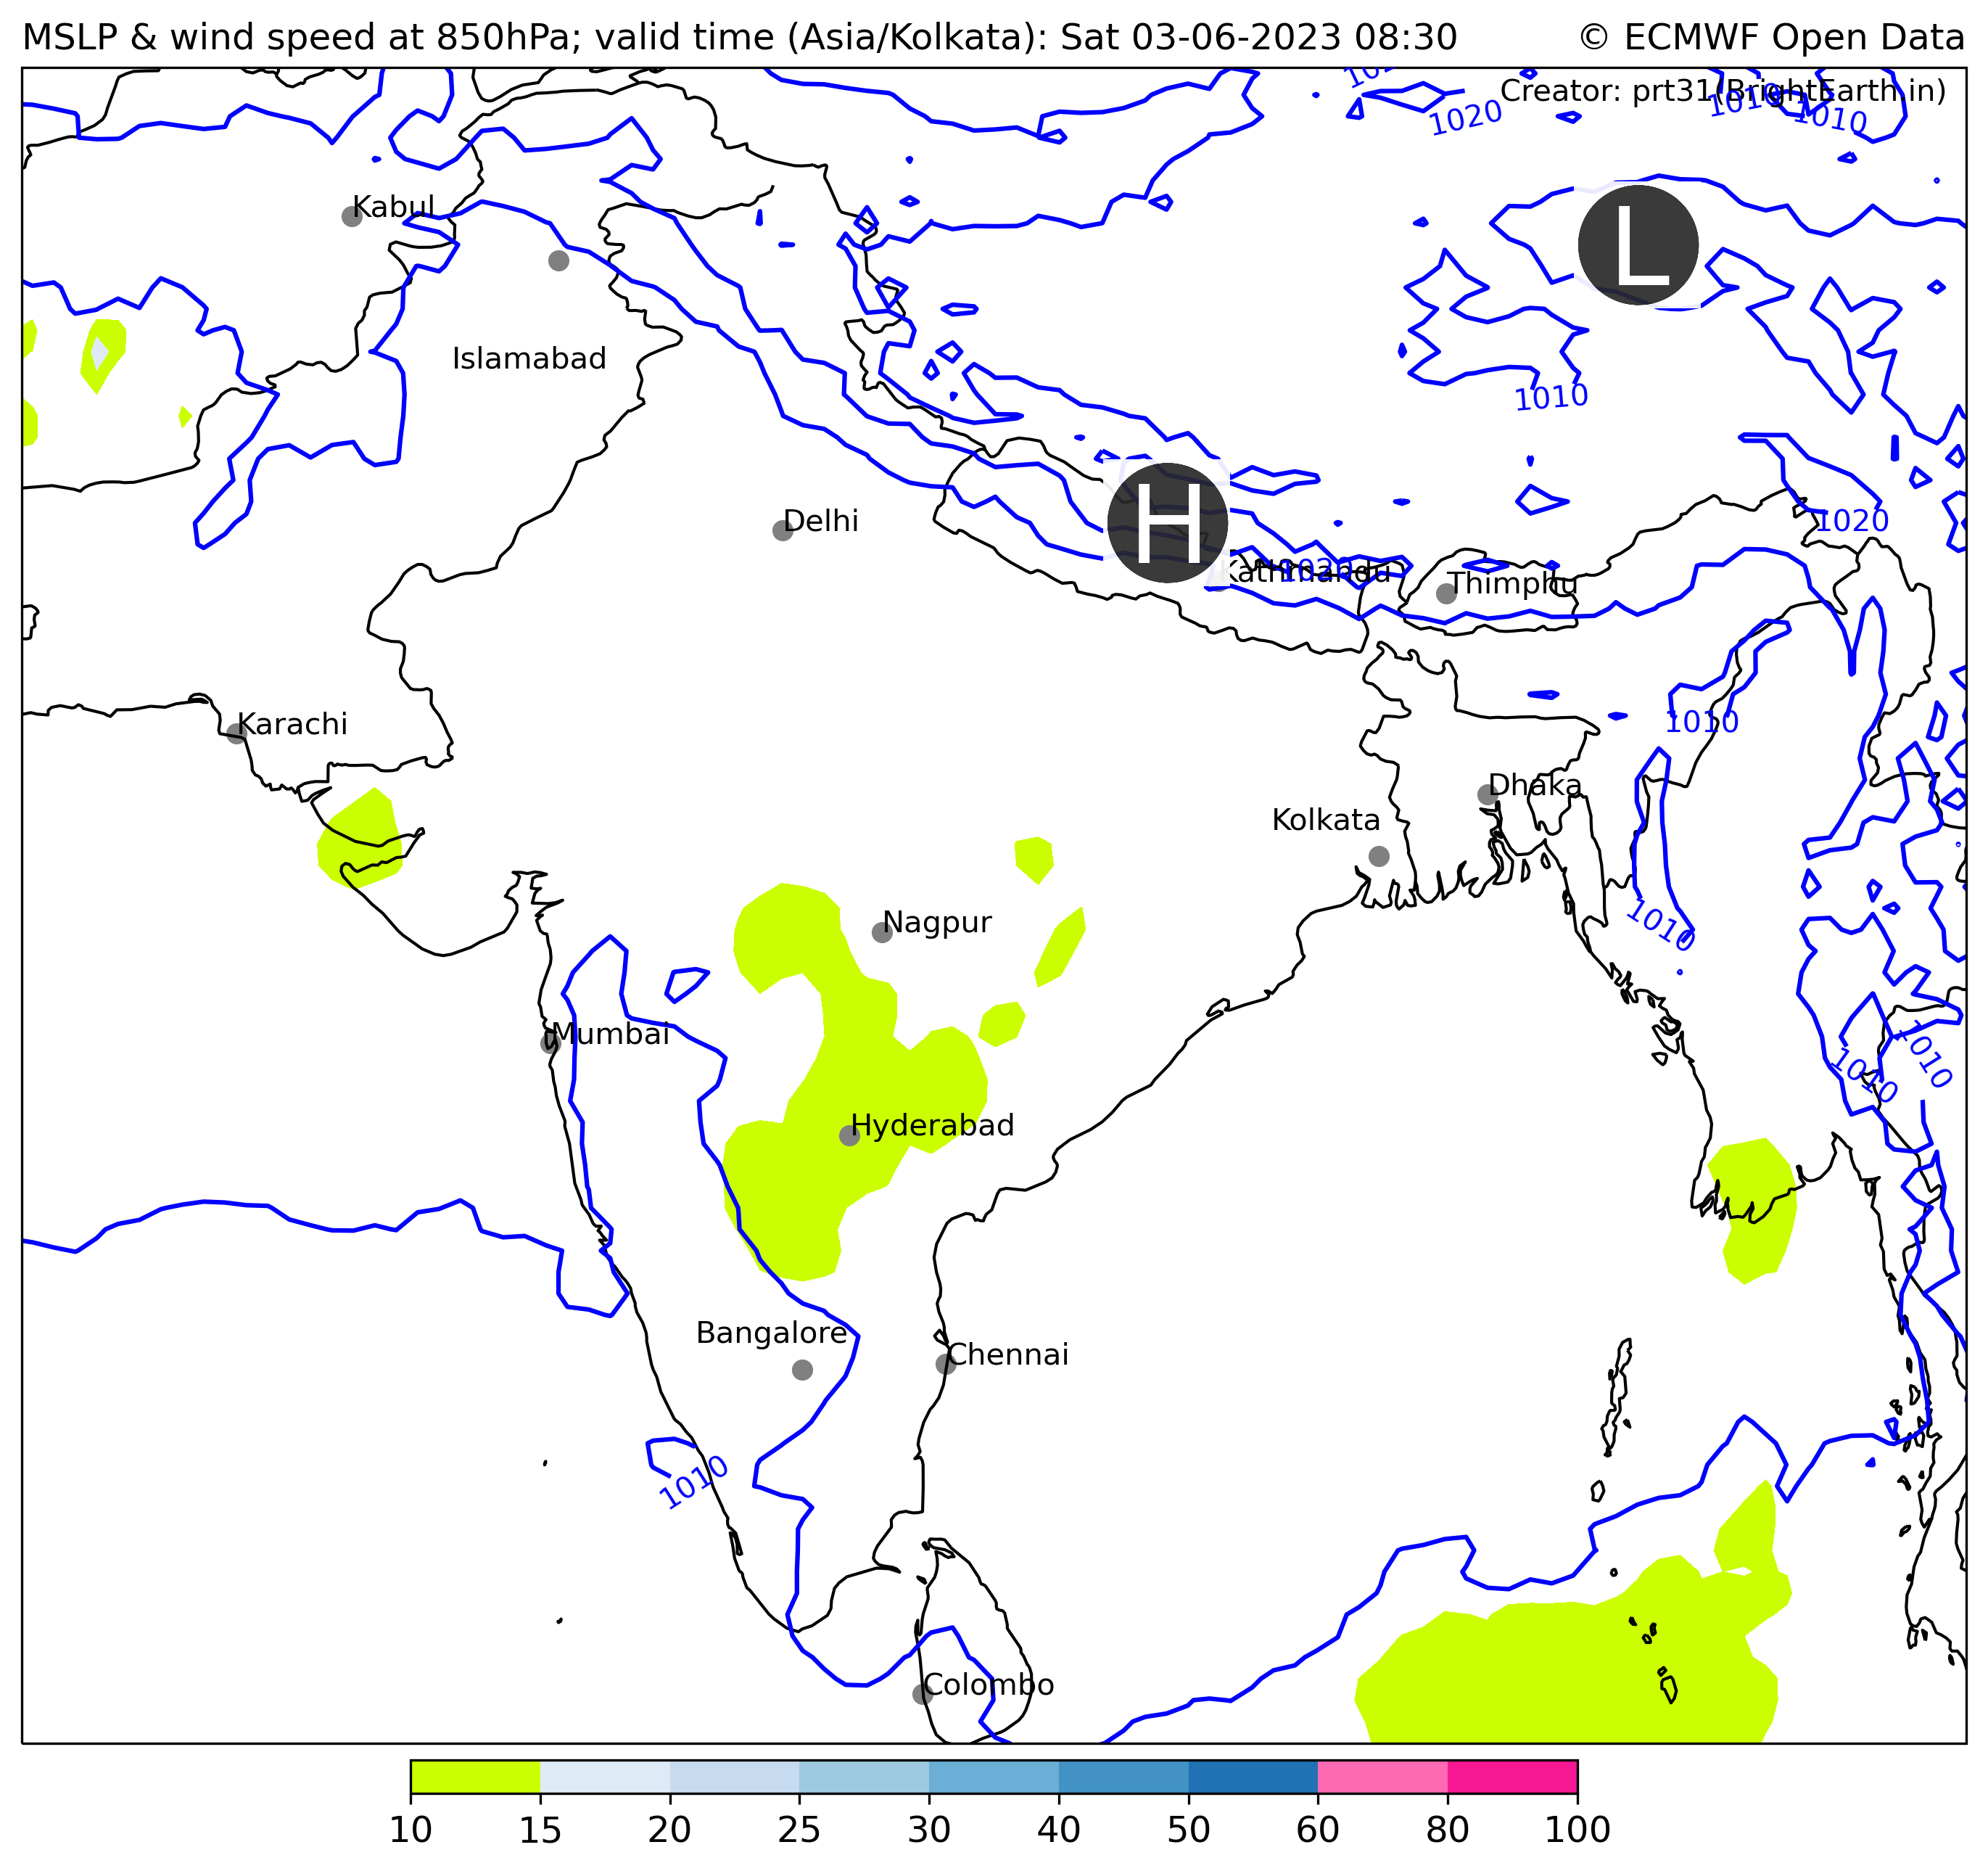 MSLP & wind speed at 850hPa; valid time (Asia/Kolkata): Sat 03-06-2023 08:30
© ECMWF Open Data
Creator: prt31(BrightEarth.in)
1020
1010
1010
Kabul
L
Islamabad
1010
Delhi
H
1020
Kathmandu
1020
Thimphu
Karachi
1010
Dhaka
Kolkata
Nagpur
1010
Mumbai
1010
1010
Hyderabad
Bangalore
Chennai
1010
Colombo
10 15 20 25 30 40 50 60 80 100